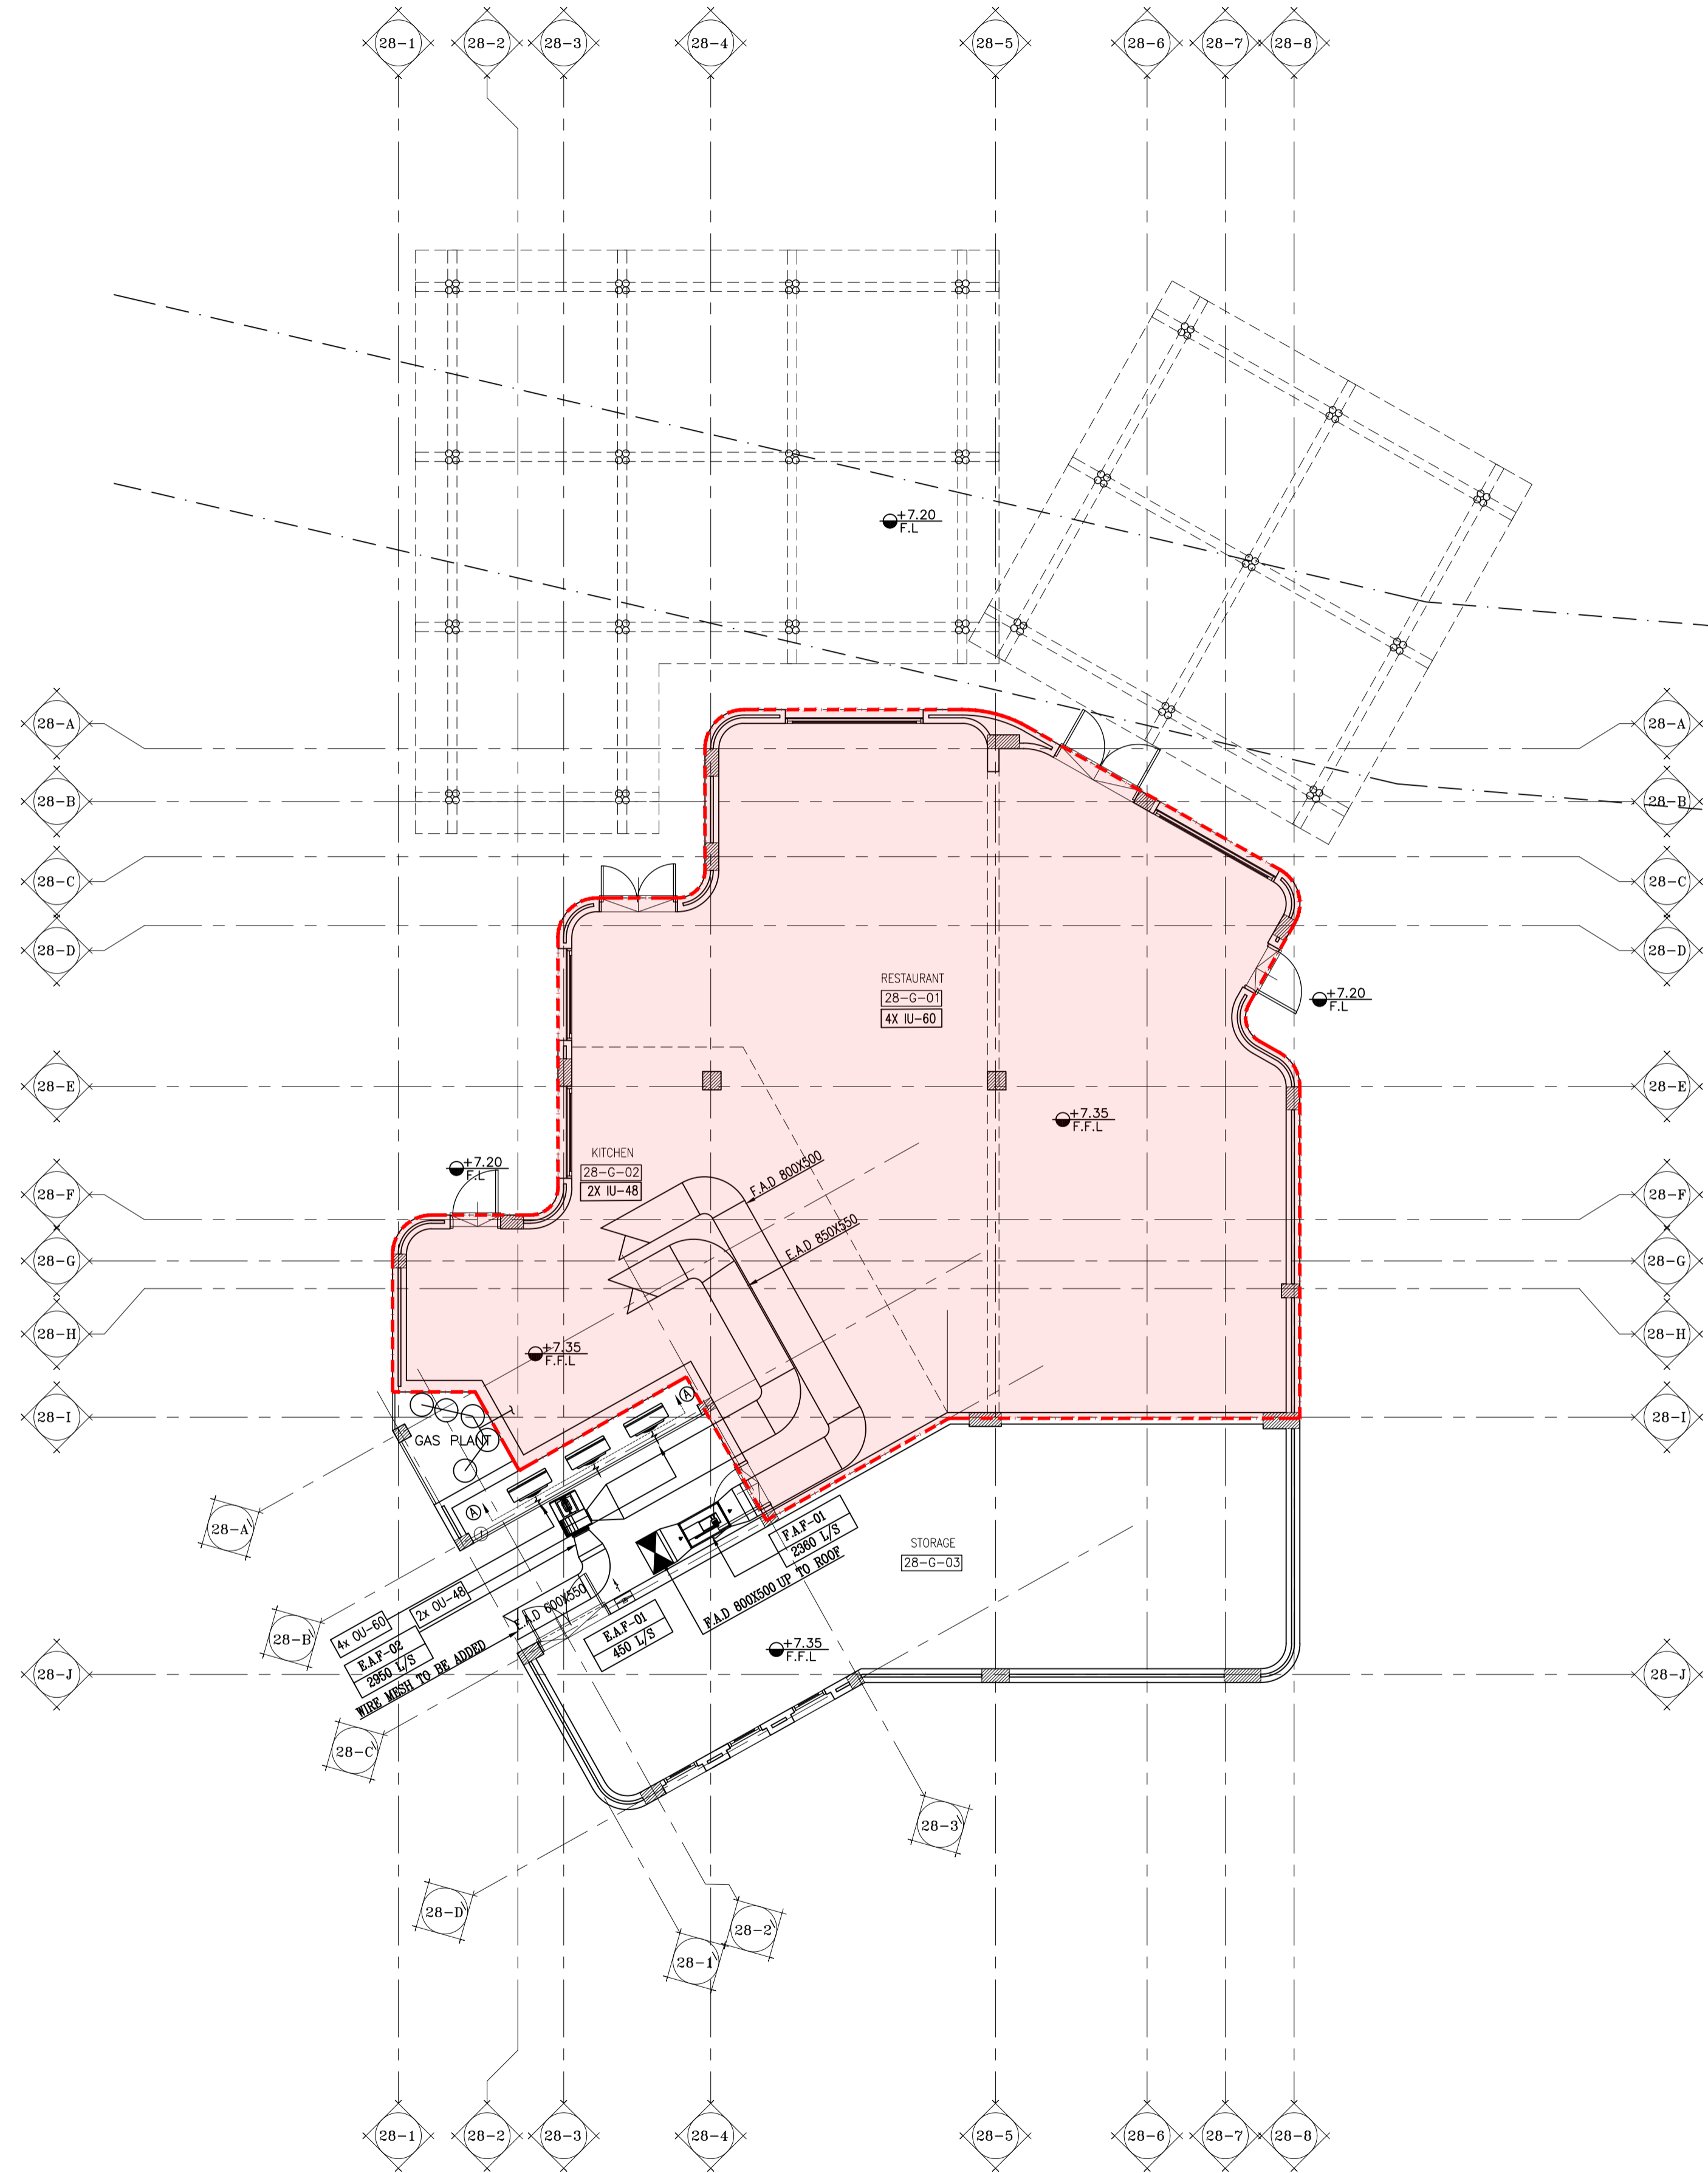 28-1
28-2
28-3
28-4
28-5
28-6
28-7
28-8
+7.20
F.L
28-A
28-A
28-B
28-B
28-C
28-C
28-D
28-D
RESTAURANT
28-G-01
4X IU-60
+7.20
F.L
28-E
28-E
+7.35
F.F.L
KITCHEN
28-G-02
2X IU-48
+7.20
F.L
F.A.D 800X500
28-F
28-F
E.A.D 850X550
28-G
28-G
28-H
28-H
+7.35
F.F.L
A
28-I
28-I
GAS PLANT
A
28-A'
F.A.F-01
2360 L/S
STORAGE
28-G-03
E.A.D 600X550
F.A.D 800X500 UP TO ROOF
4x OU-60
2x OU-48
28-B'
E.A.F-02
2950 L/S
E.A.F-01
450 L/S
WIRE MESH TO BE ADDED
+7.35
F.F.L
28-J
28-J
28-C'
28-3'
28-D'
28-2'
28-1'
28-1
28-2
28-3
28-4
28-5
28-6
28-7
28-8